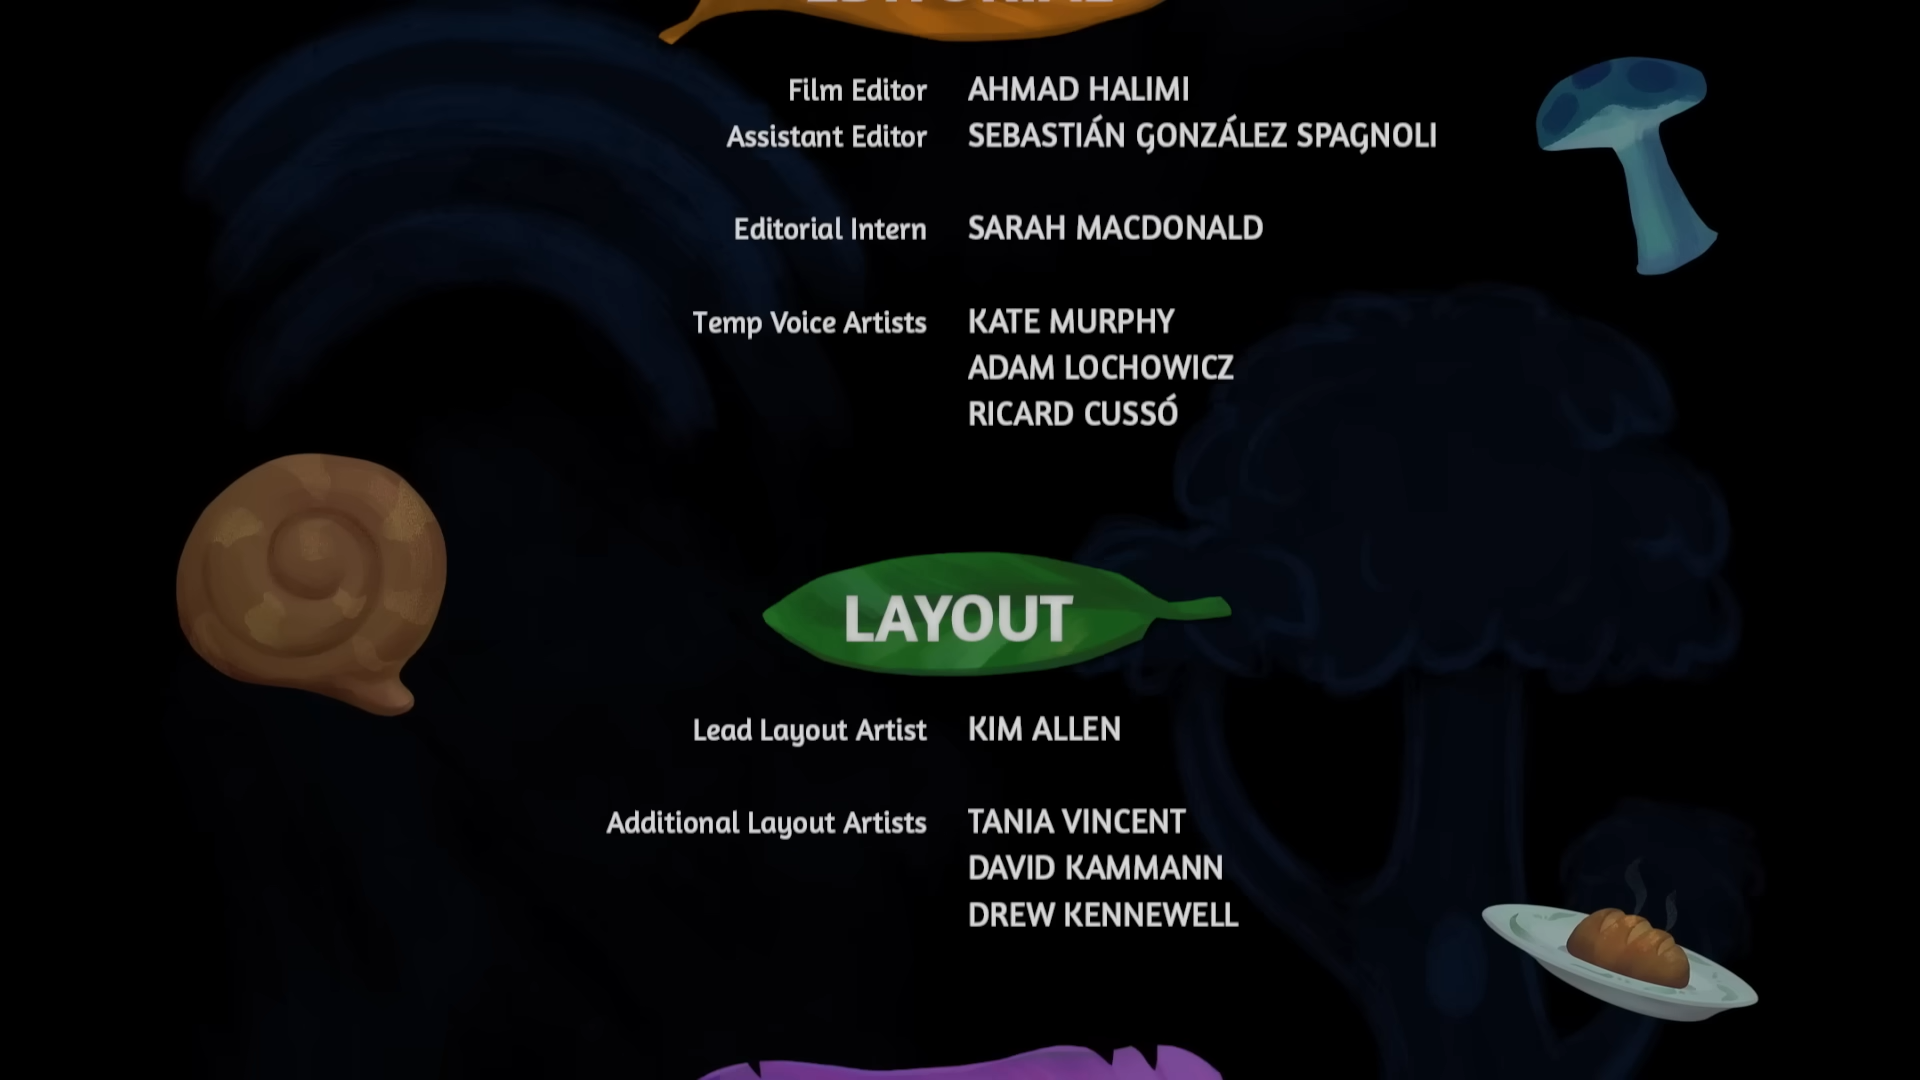 EDITORIAL
Film Editor AHMAD HALIMI
Assistant Editor SEBASTIÁN GONZÁLEZ SPAGNOLI
Editorial Intern SARAH MACDONALD
Temp Voice Artists KATE MURPHY
ADAM LOCHOWICZ
RICARD CUSSÓ
LAYOUT
Lead Layout Artist KIM ALLEN
Additional Layout Artists TANIA VINCENT
DAVID KAMMANN
DREW KENNEWELL